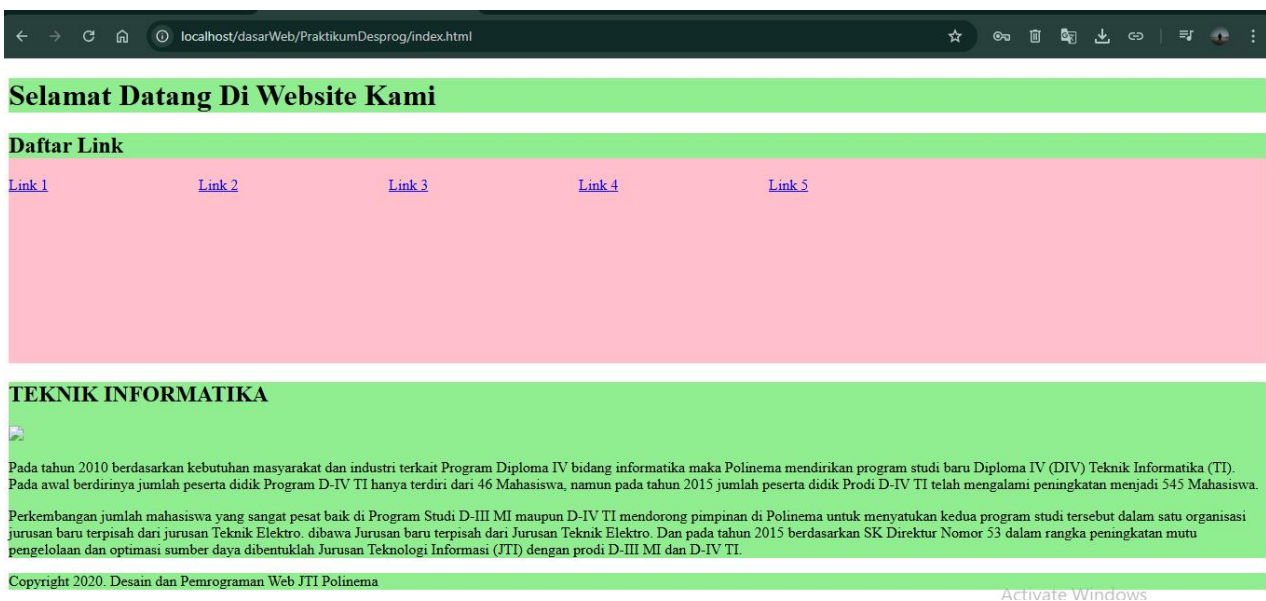 localhost/dasarWeb/PraktikumDesprog/index.html
Selamat Datang Di Website Kami
Daftar Link
Link 1 Link 2 Link 3 Link 4 Link 5
TEKNIK INFORMATIKA
Pada tahun 2010 berdasarkan kebutuhan masyarakat dan industri terkait Program Diploma IV bidang informatika maka Polinema mendirikan program studi baru Diploma IV (DIV) Teknik Informatika (TI).
Pada awal berdirinya jumlah peserta didik Program D-IV TI hanya terdiri dari 46 Mahasiswa, namun pada tahun 2015 jumlah peserta didik Prodi D-IV TI telah mengalami peningkatan menjadi 545 Mahasiswa.
Perkembangan jumlah mahasiswa yang sangat pesat baik di Program Studi D-III MI maupun D-IV TI mendorong pimpinan di Polinema untuk menyatukan kedua program studi tersebut dalam satu organisasi
jurusan baru terpisah dari jurusan Teknik Elektro. dibawa Jurusan baru terpisah dari Jurusan Teknik Elektro. Dan pada tahun 2015 berdasarkan SK Direktur Nomor 53 dalam rangka peningkatan mutu
pengelolaan dan optimasi sumber daya dibentuklah Jurusan Teknologi Informasi (JTI) dengan prodi D-III MI dan D-IV TI.
Copyright 2020. Desain dan Pemrograman Web JTI Polinema
Activate Windows